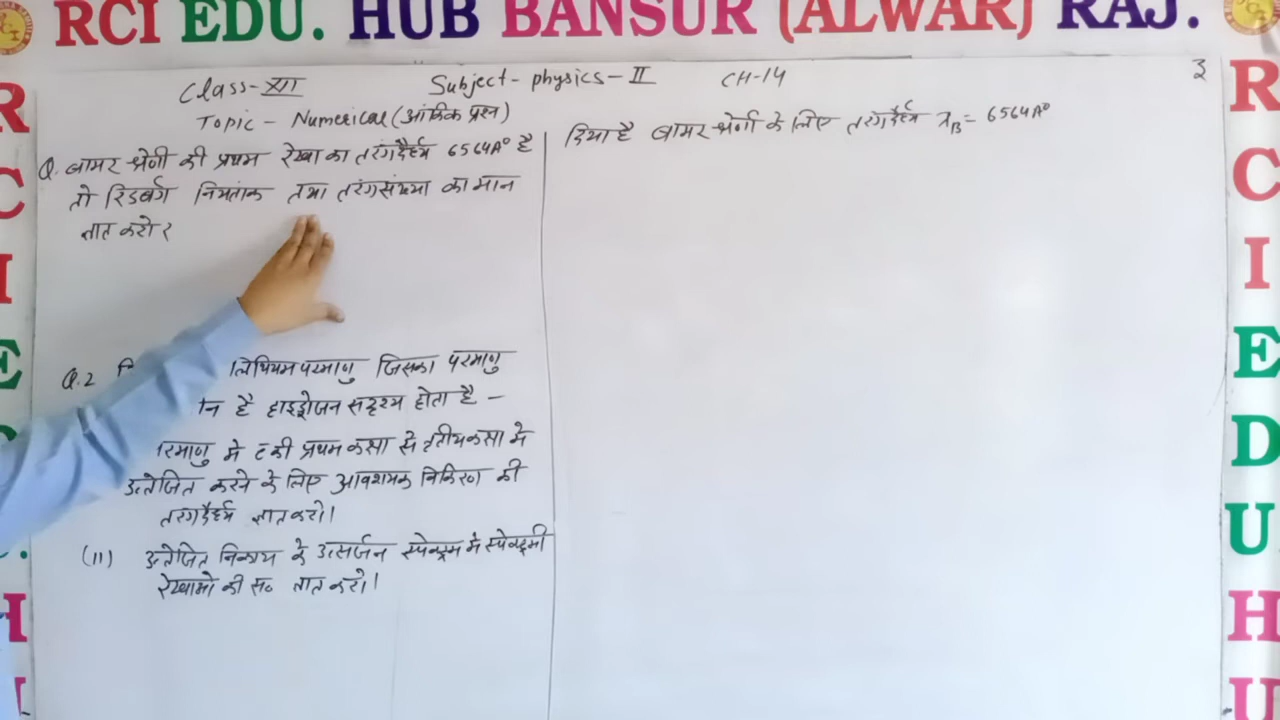 RCI EDU. HUB BANSUR (ALWAR) RAJ.
Class-XII Subject-physics-II CH-14 3
Topic - Numerical (आंकिक प्रश्न)
Q. बामर श्रेणी की प्रथम रेखा का तरंगदैर्ध्य 6564A° है
तो रिडबर्ग नियतांक तथा तरंगसंख्या का मान
ज्ञात करो?
दिया है बामर श्रेणी के लिए तरंगदैर्ध्य λB = 6564A°
Q.2 लिथियम परमाणु जिसका परमाणु
है हाइड्रोजन सदृश्य होता है -
में की प्रथम कक्षा से तृतीय कक्षा में
उत्तेजित करने के लिए आवश्यक विकिरण की
तरंगदैर्ध्य ज्ञात करो।
(II) उत्तेजित निकाय के उत्सर्जन स्पेक्ट्रम में स्पेक्ट्रमी
रेखाओ की स० ज्ञात करो।
R
C
I
E
H
R
C
I
E
D
U
H
U